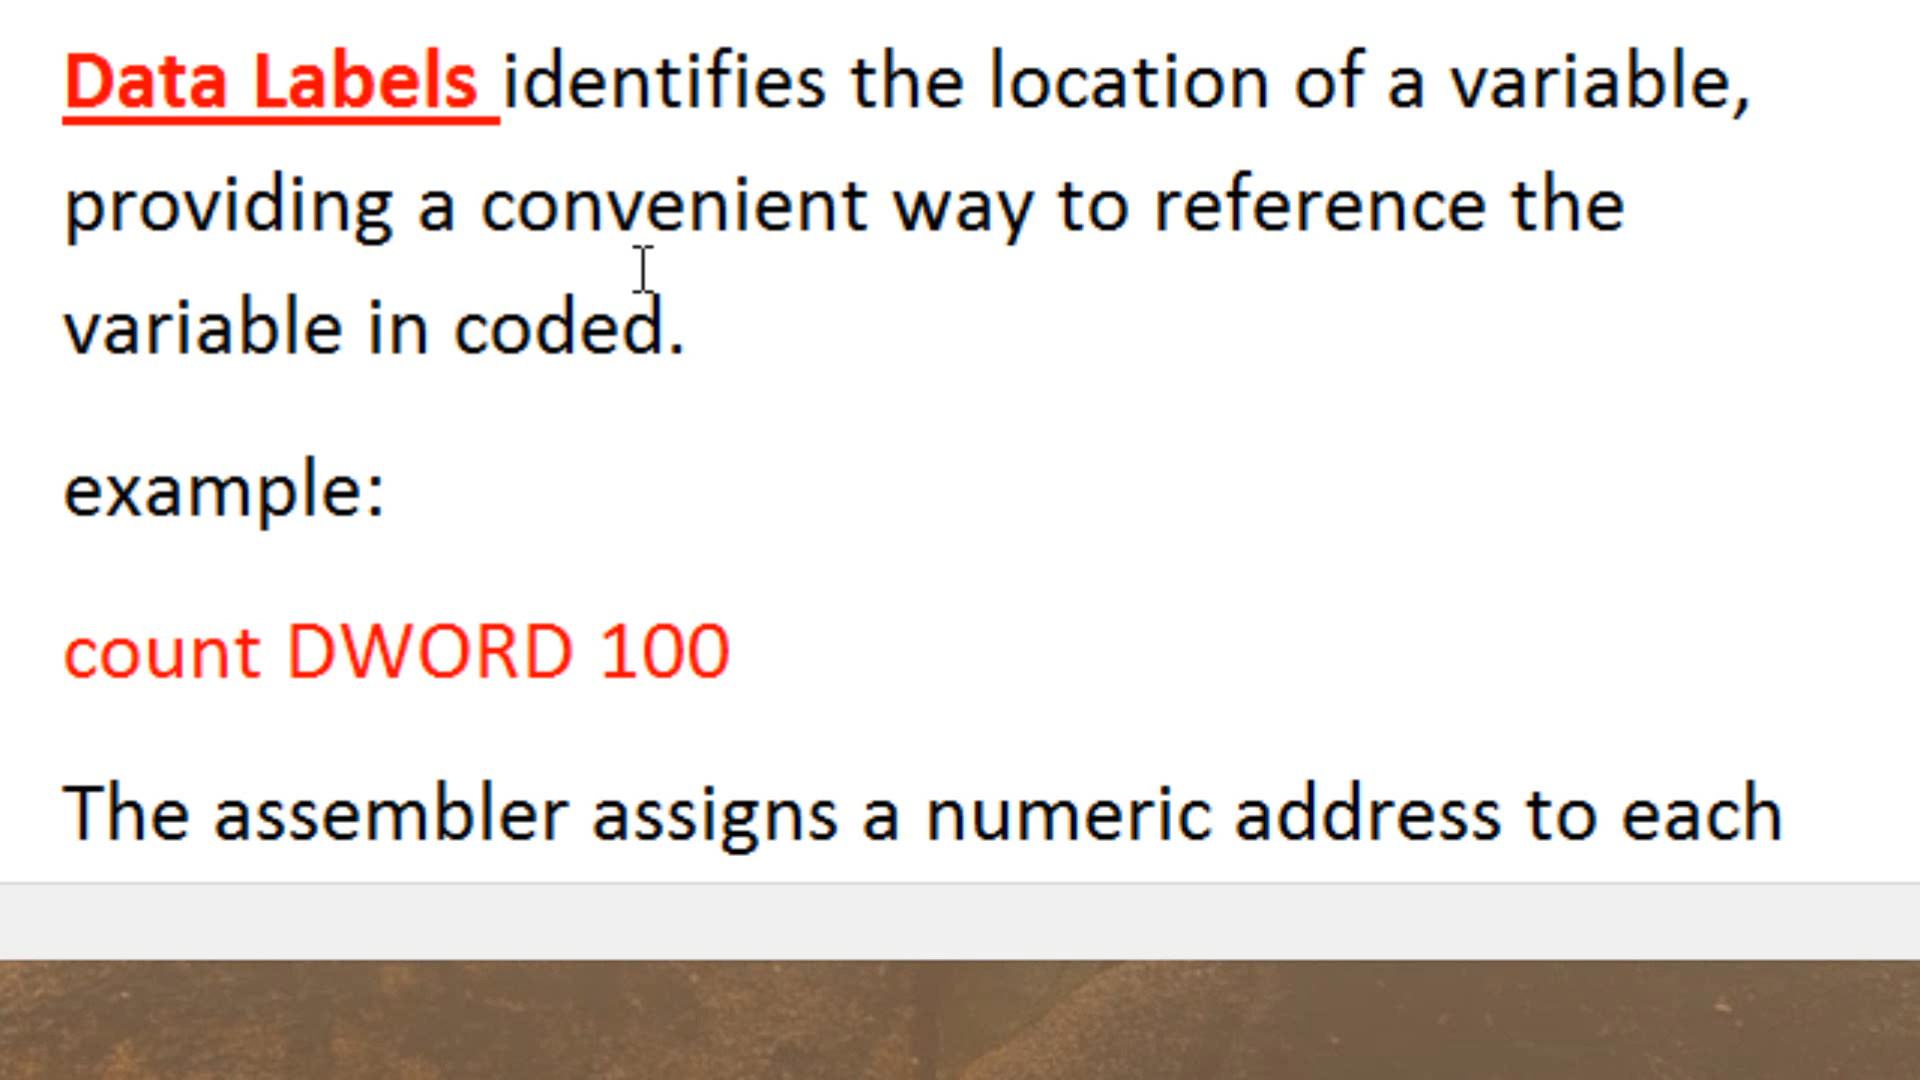 Data Labels identifies the location of a variable,
providing a convenient way to reference the
variable in coded.
example:
count DWORD 100
The assembler assigns a numeric address to each